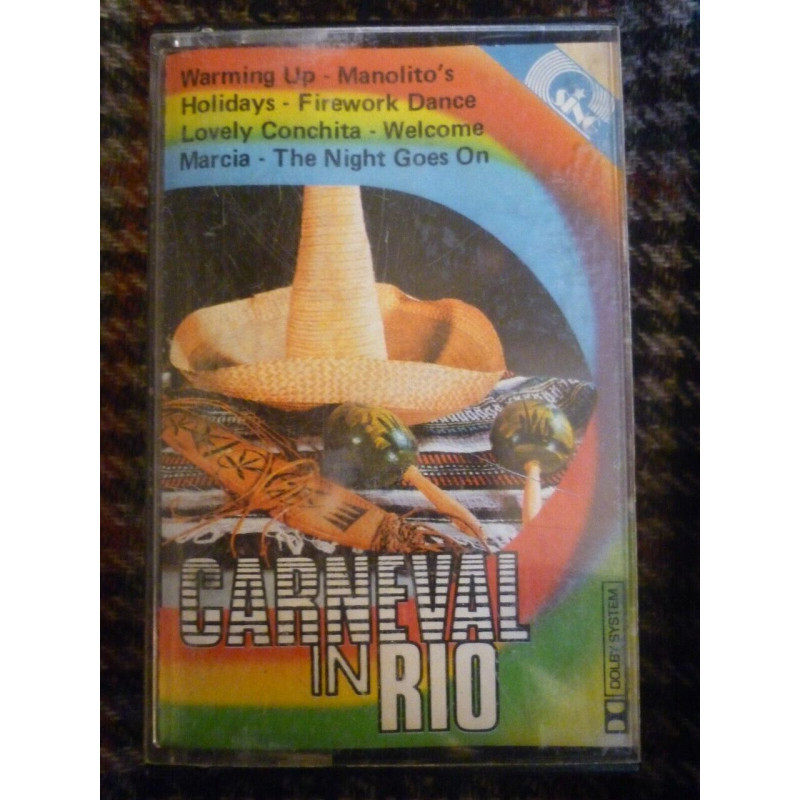 Warming Up - Manolito's
Holidays - Firework Dance
Lovely Conchita - Welcome
Marcia - The Night Goes On
CARNEVAL
IN RIO
DOLBY SYSTEM